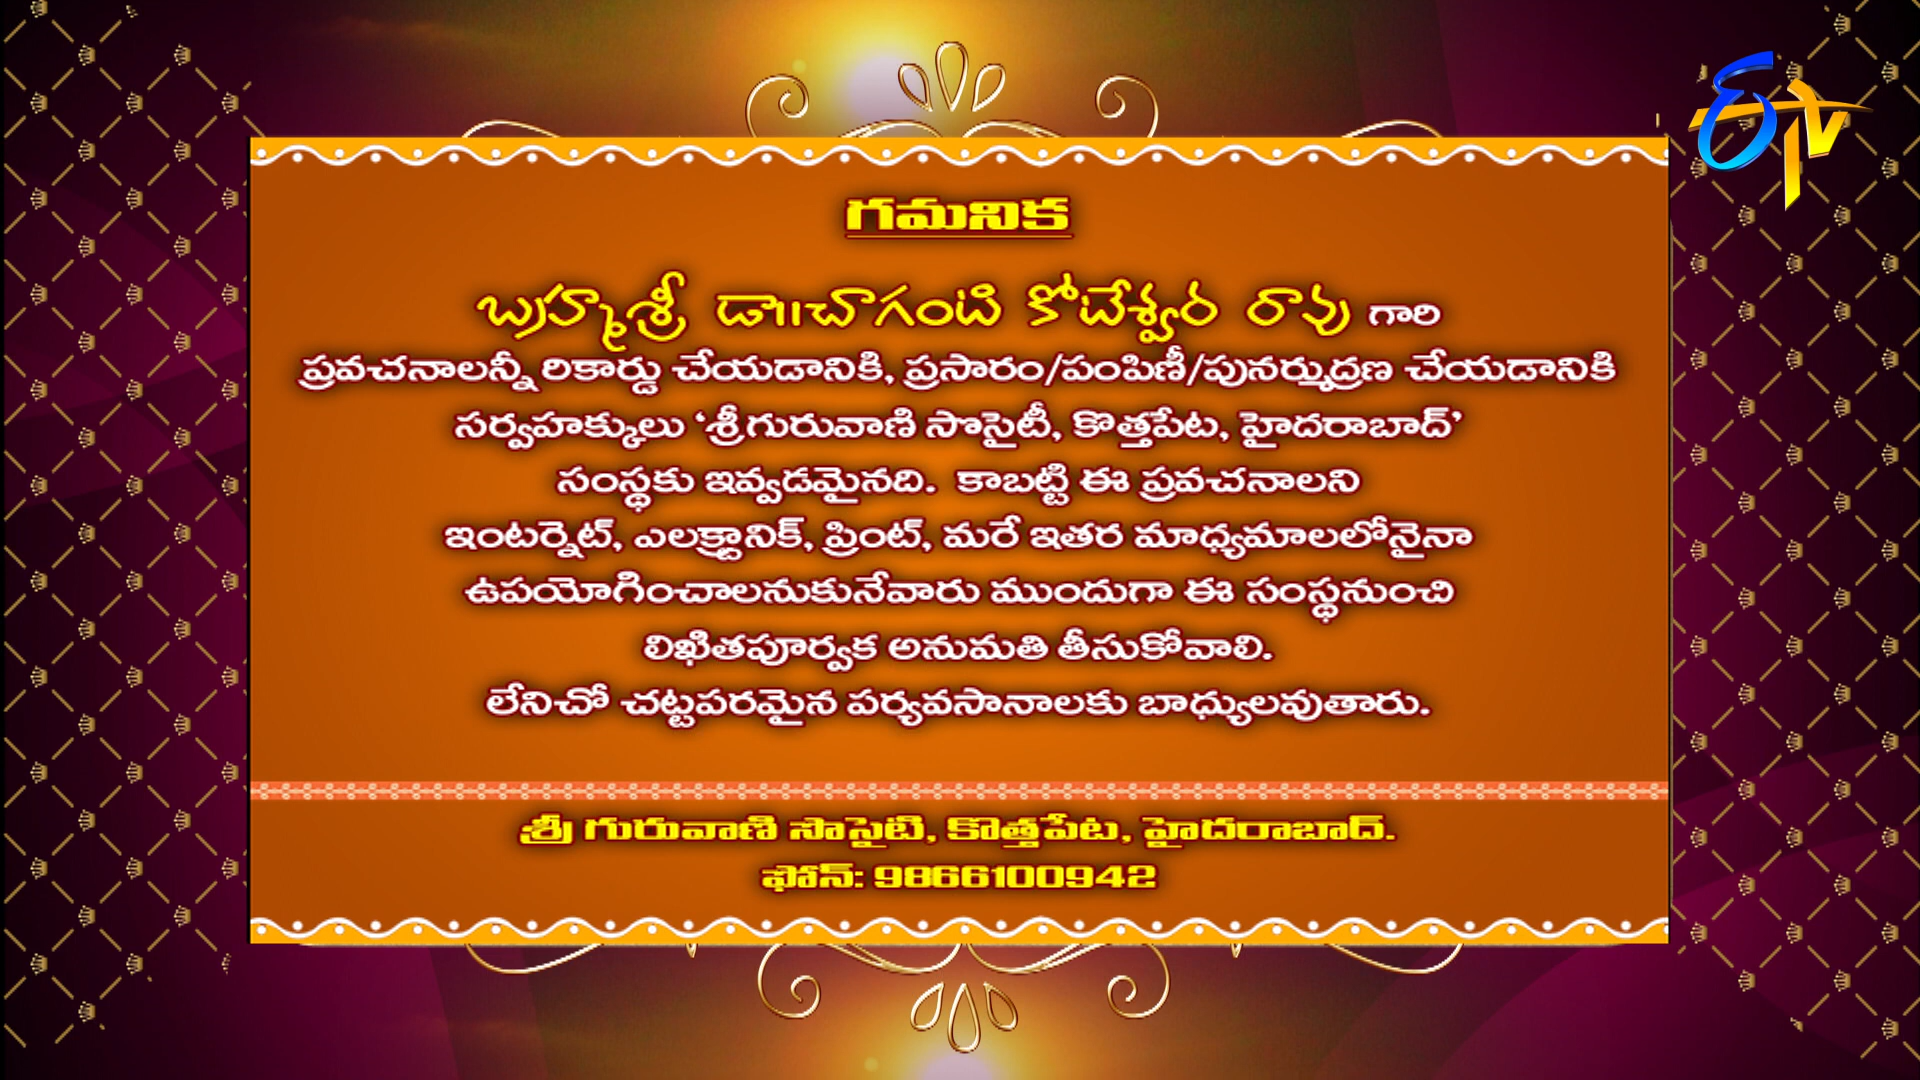 ఈTV
గమనిక
బ్రహ్మశ్రీ డా॥చాగంటి కోటేశ్వర రావు గారి
ప్రవచనాలన్నీ రికార్డు చేయడానికి, ప్రసారం/పంపిణీ/పునర్ముద్రణ చేయడానికి
సర్వహక్కులు ‘శ్రీగురువాణి సొసైటీ, కొత్తపేట, హైదరాబాద్’
సంస్థకు ఇవ్వడమైనది. కాబట్టి ఈ ప్రవచనాలని
ఇంటర్నెట్, ఎలక్ట్రానిక్, ప్రింట్, మరే ఇతర మాధ్యమాలలోనైనా
ఉపయోగించాలనుకునేవారు ముందుగా ఈ సంస్థనుంచి
లిఖితపూర్వక అనుమతి తీసుకోవాలి.
లేనిచో చట్టపరమైన పర్యవసానాలకు బాధ్యులవుతారు.
శ్రీ గురువాణి సొసైటి, కొత్తపేట, హైదరాబాద్.
ఫోన్: 9866100942